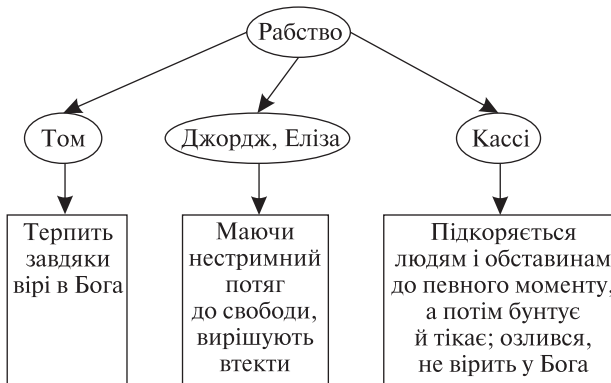 Рабство
Том
Джордж, Еліза
Кассі
Терпить
завдяки
вірі в Бога
Маючи
нестримний
потяг
до свободи,
вирішують
втекти
Підкоряється
людям і обставинам
до певного моменту,
а потім бунтує
й тікає; озлився,
не вірить у Бога